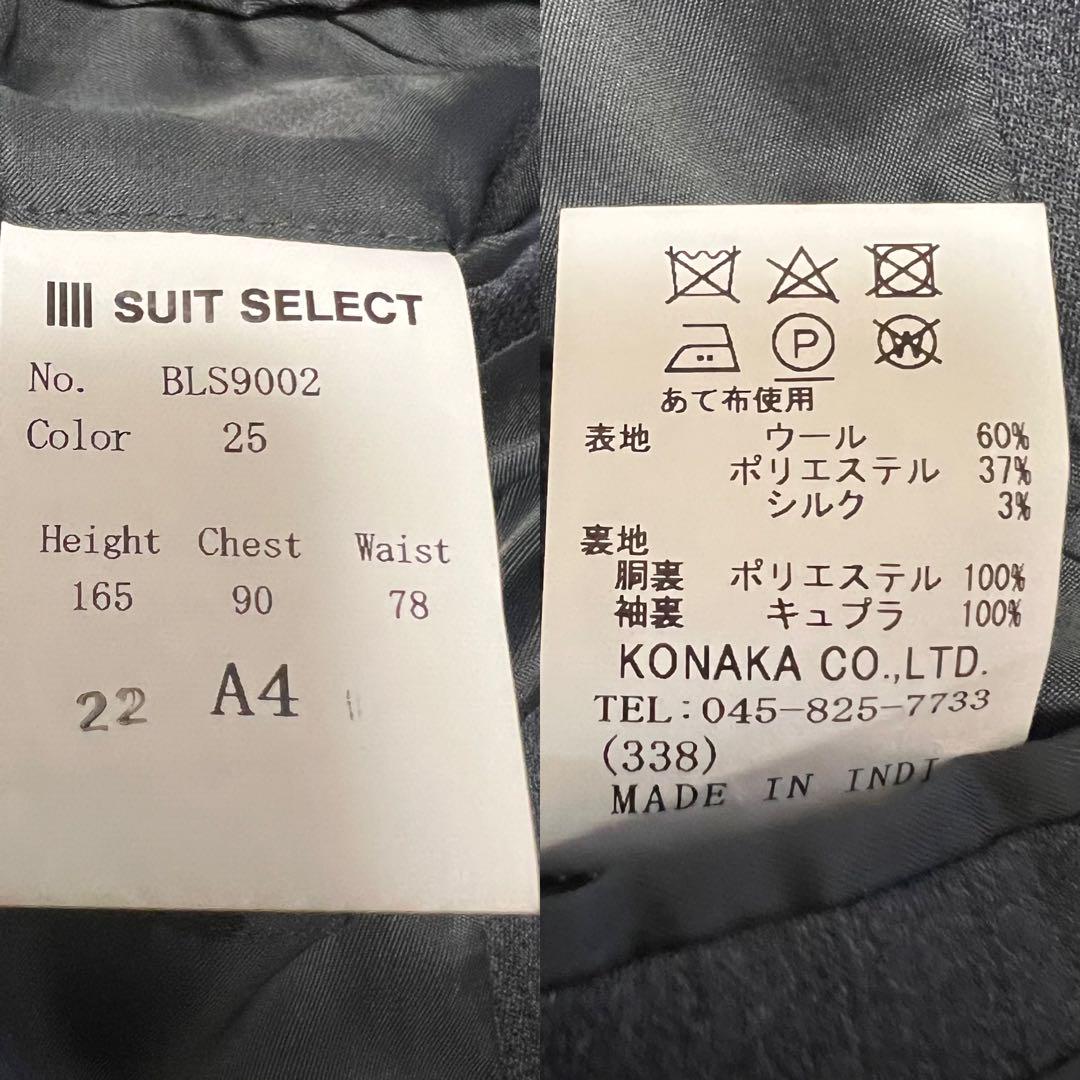 SUIT SELECT
No. BLS9002
Color 25
Height Chest Waist
165 90 78
22 A4
P W
あて布使用
表地 ウール 60%
ポリエステル 37%
シルク 3%
裏地
胴裏 ポリエステル 100%
袖裏 キュプラ 100%
KONAKA CO.,LTD.
TEL:045-825-7733
(338)
MADE IN INDI